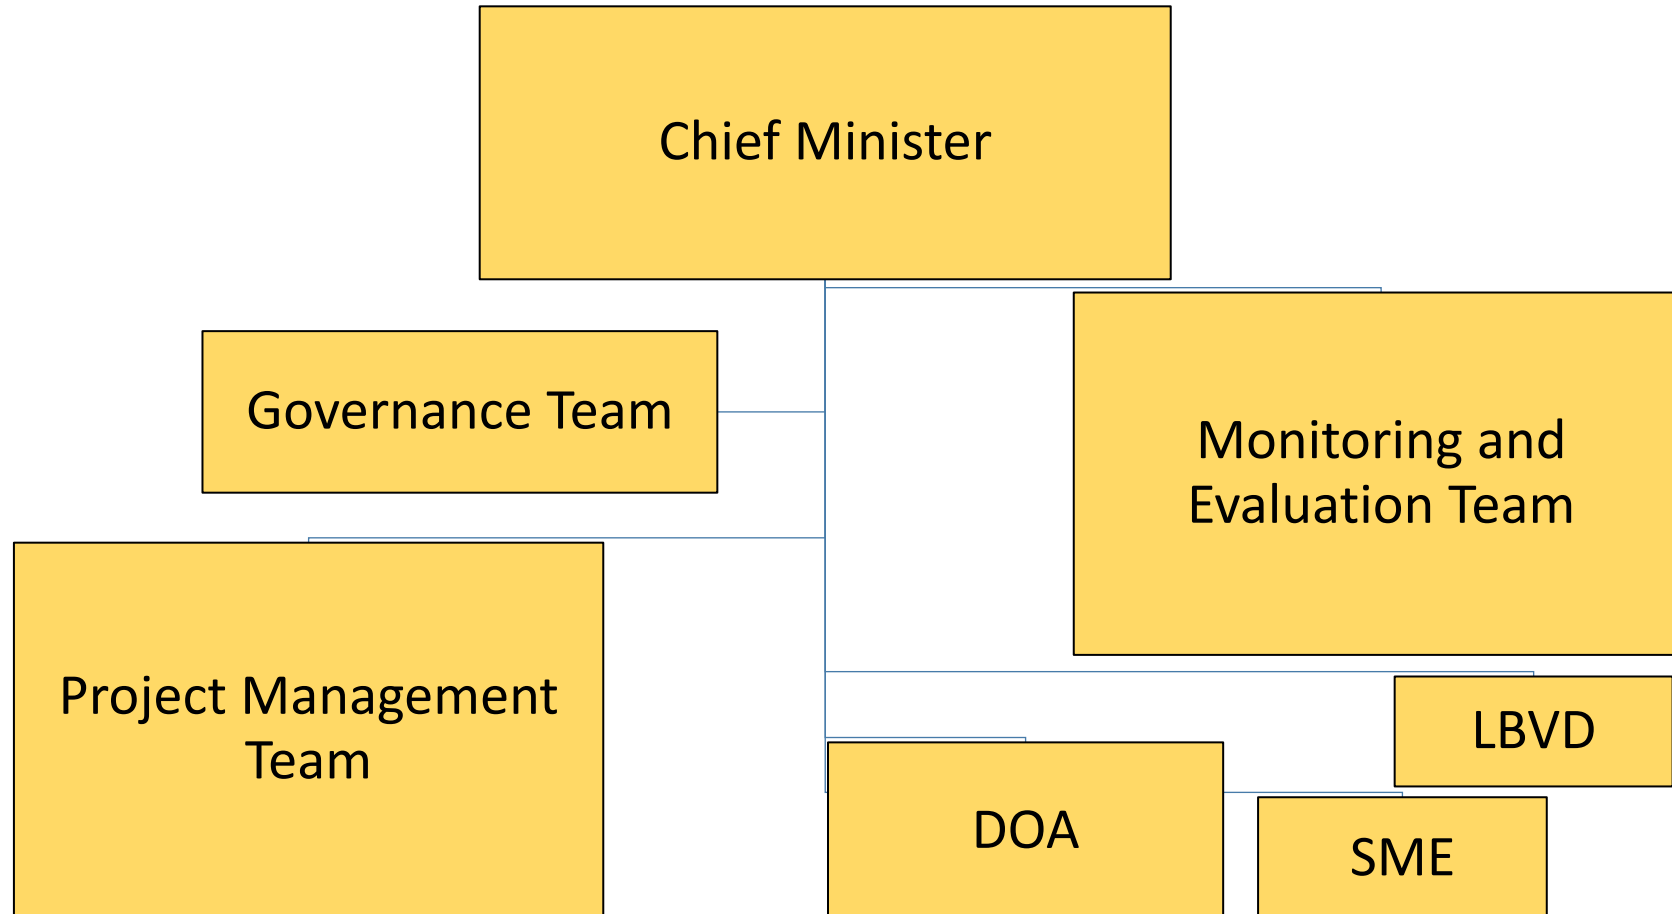 Chief Minister
Governance Team
Monitoring and
Evaluation Team
Project Management
Team
LBVD
DOA
SME